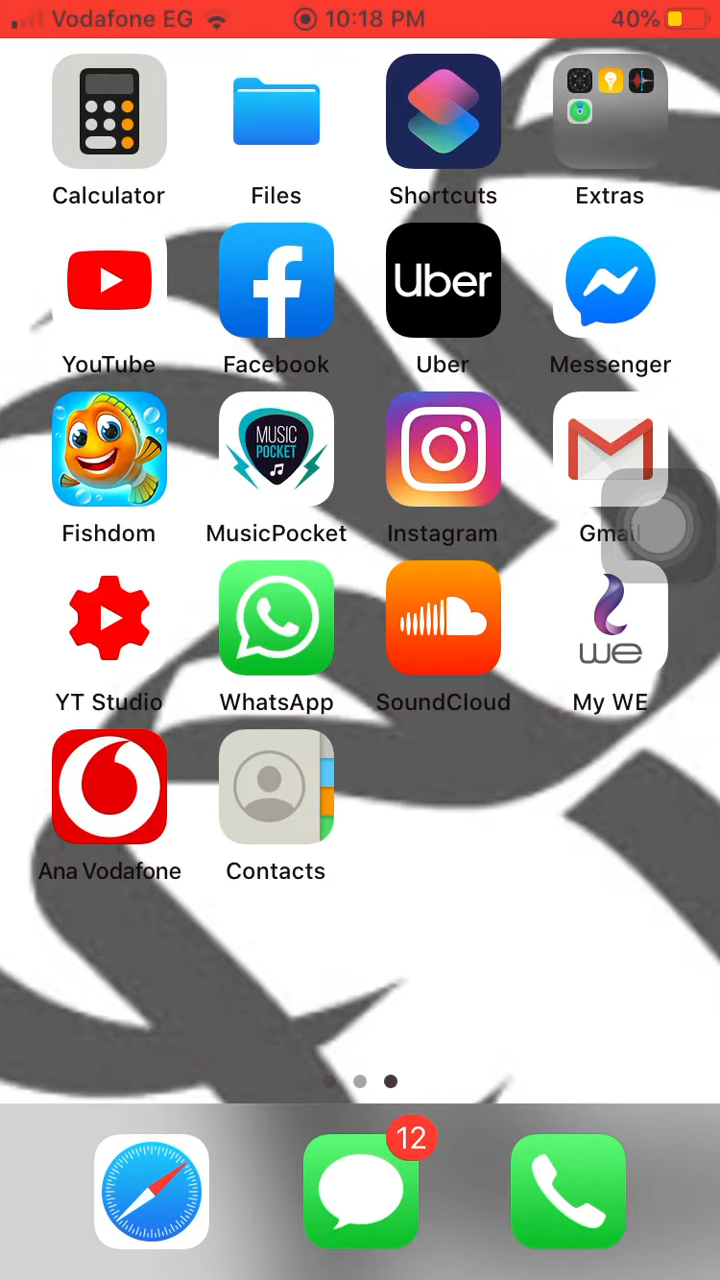 Vodafone EG 10:18 PM 40%
Calculator Files Shortcuts Extras
Uber
YouTube Facebook Uber Messenger
MUSIC
POCKET
Fishdom MusicPocket Instagram Gmail
we
YT Studio WhatsApp SoundCloud My WE
Ana Vodafone Contacts
12